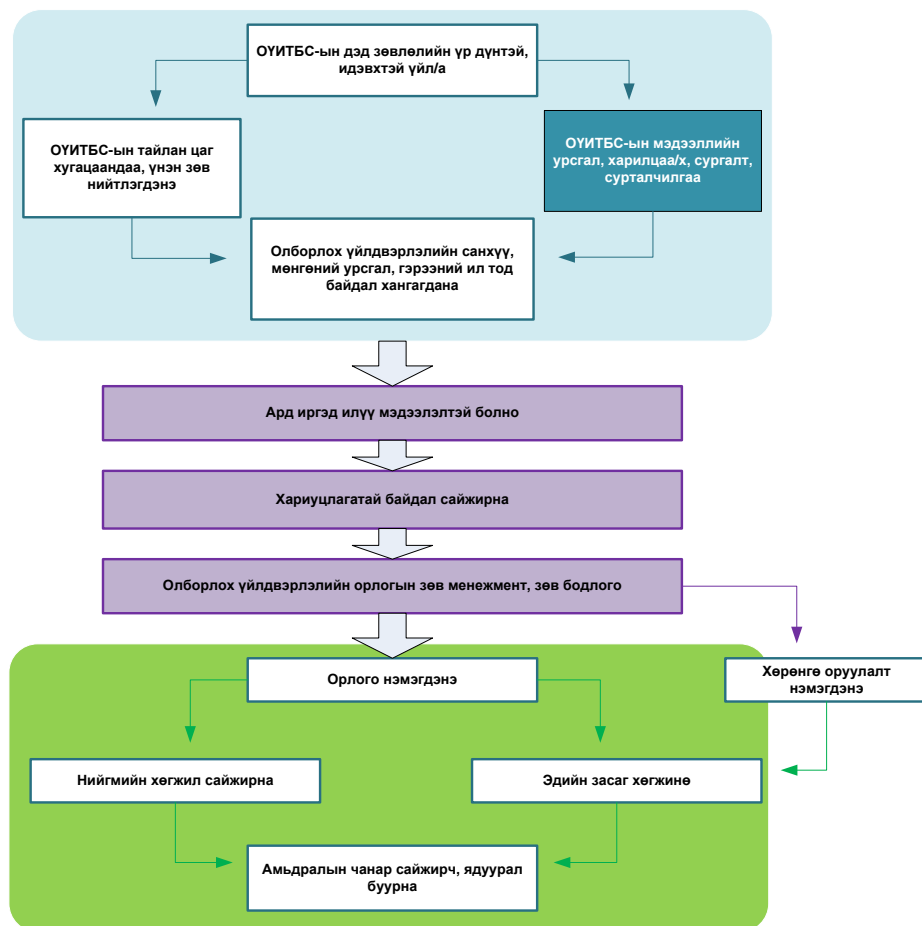 ОҮИТБС-ын дэд зөвлөлийн үр дүнтэй,
идэвхтэй үйл/а
ОҮИТБС-ын тайлан цаг
хугацаандаа, үнэн зөв
нийтлэгдэнэ
ОҮИТБС-ын мэдээллийн
урсгал, харилцаа/х, сургалт,
сурталчилгаа
Олборлох үйлдвэрлэлийн санхүү,
мөнгөний урсгал, гэрээний ил тод
байдал хангагдана
Ард иргэд илүү мэдээлэлтэй болно
Хариуцлагатай байдал сайжирна
Олборлох үйлдвэрлэлийн орлогын зөв менежмент, зөв бодлого
Орлого нэмэгдэнэ
Хөрөнгө оруулалт
нэмэгдэнэ
Нийгмийн хөгжил сайжирна
Эдийн засаг хөгжинө
Амьдралын чанар сайжирч, ядуурал
буурна